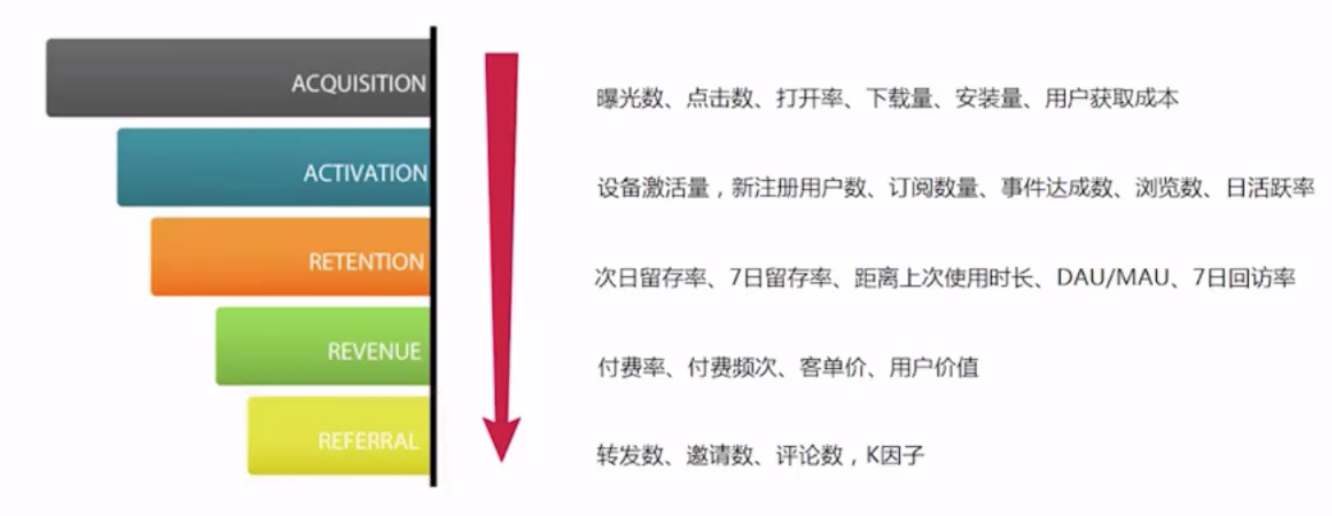 ACQUISITION
曝光数、点击数、打开率、下载量、安装量、用户获取成本
ACTIVATION
设备激活量，新注册用户数、订阅数量、事件达成数、浏览数、日活跃率
RETENTION
次日留存率、7日留存率、距离上次使用时长、DAU/MAU、7日回访率
REVENUE
付费率、付费频次、客单价、用户价值
REFERRAL
转发数、邀请数、评论数，K因子